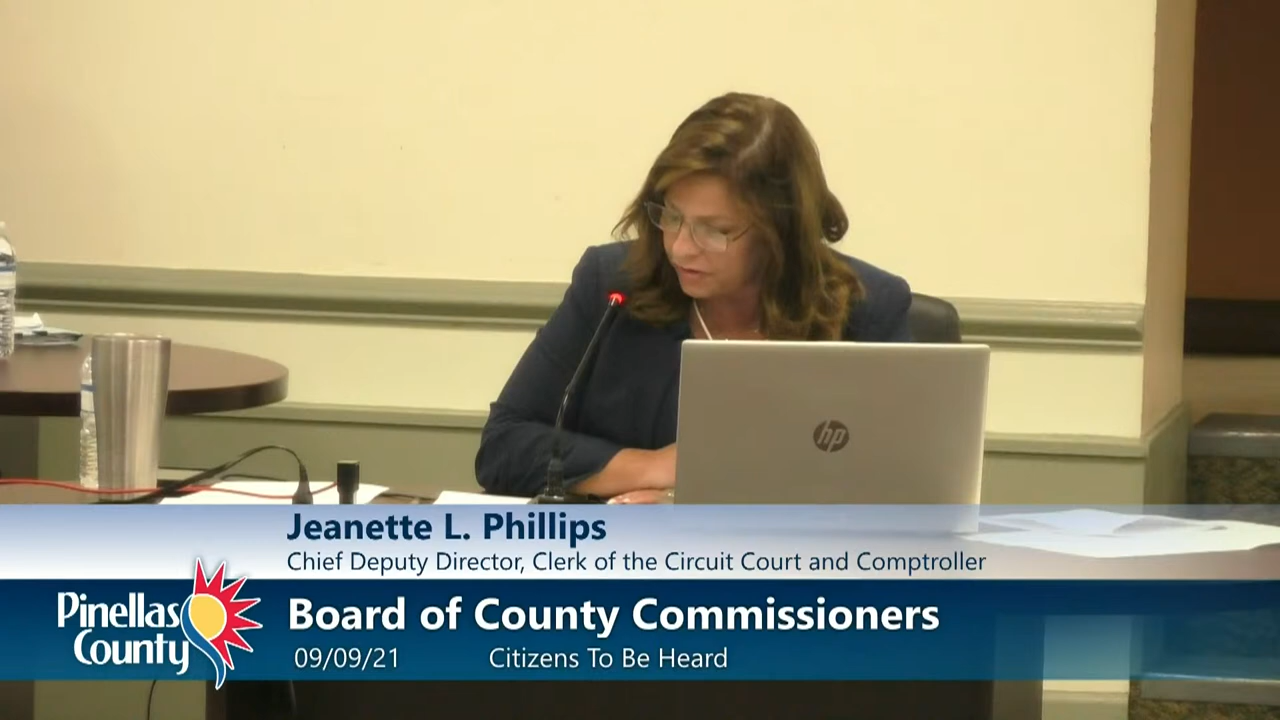 hp
Jeanette L. Phillips
Chief Deputy Director, Clerk of the Circuit Court and Comptroller
Pinellas
County
Board of County Commissioners
09/09/21 Citizens To Be Heard